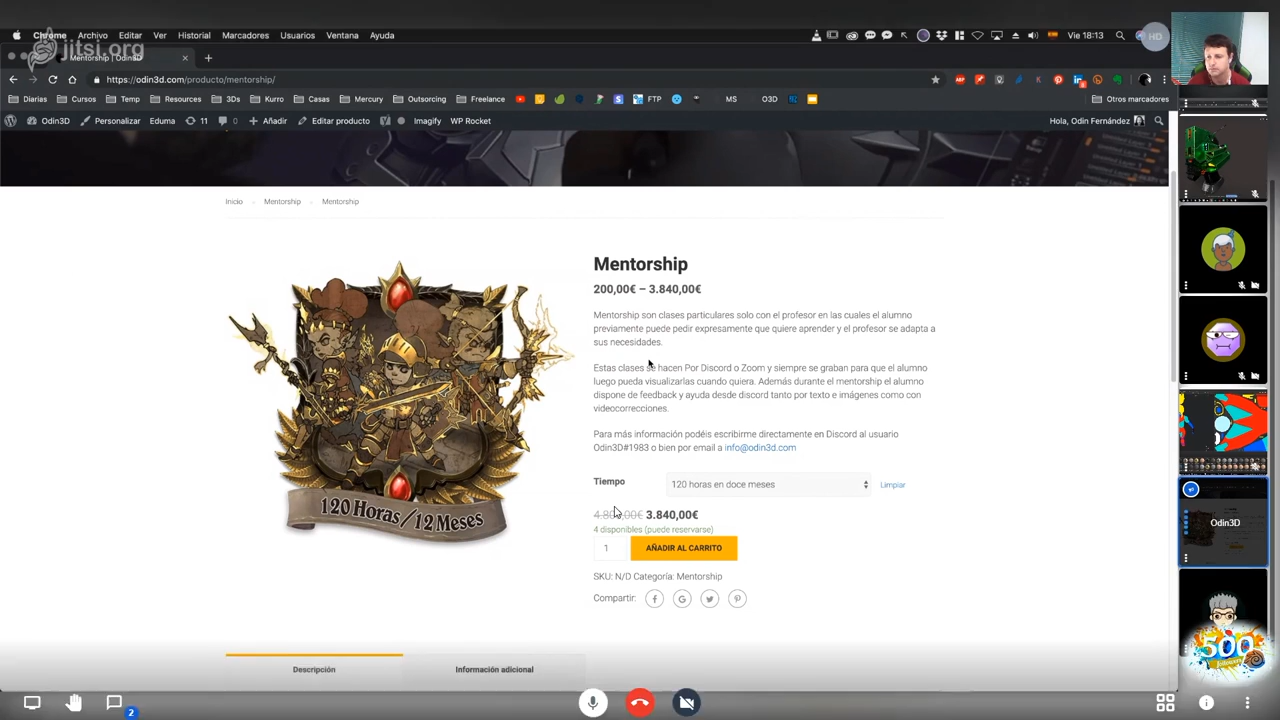 Chrome Archivo Editar Ver Historial Marcadores Usuarios Ventana Ayuda
Vie 18:13
HD
jitsi.org
Mentorship | Odin3D
https://odin3d.com/producto/mentorship/
Diarias Cursos Temp Resources 3Ds Kurro Casas Mercury Outsorcing Freelance FTP MS O3D Otros marcadores
Odin3D Personalizar Eduma 11 0 Añadir Editar producto Imagify WP Rocket Hola, Odin Fernández
Inicio Mentorship Mentorship
Mentorship
200,00€ – 3.840,00€
Mentorship son clases particulares solo con el profesor en las cuales el alumno
previamente puede pedir expresamente que quiere aprender y el profesor se adapta a
sus necesidades.
Estas clases se hacen Por Discord o Zoom y siempre se graban para que el alumno
luego pueda visualizarlas cuando quiera. Además durante el mentorship el alumno
dispone de feedback y ayuda desde discord tanto por texto e imágenes como con
videocorrecciones.
Para más información podéis escribirme directamente en Discord al usuario
Odin3D#1983 o bien por email a info@odin3d.com
Tiempo 120 horas en doce meses Limpiar
3.840,00€
4 disponibles (puede reservarse)
1 AÑADIR AL CARRITO
SKU: N/D Categoría: Mentorship
Compartir:
120 Horas/12 Meses
Descripción Información adicional
Odin3D
500
followers
2